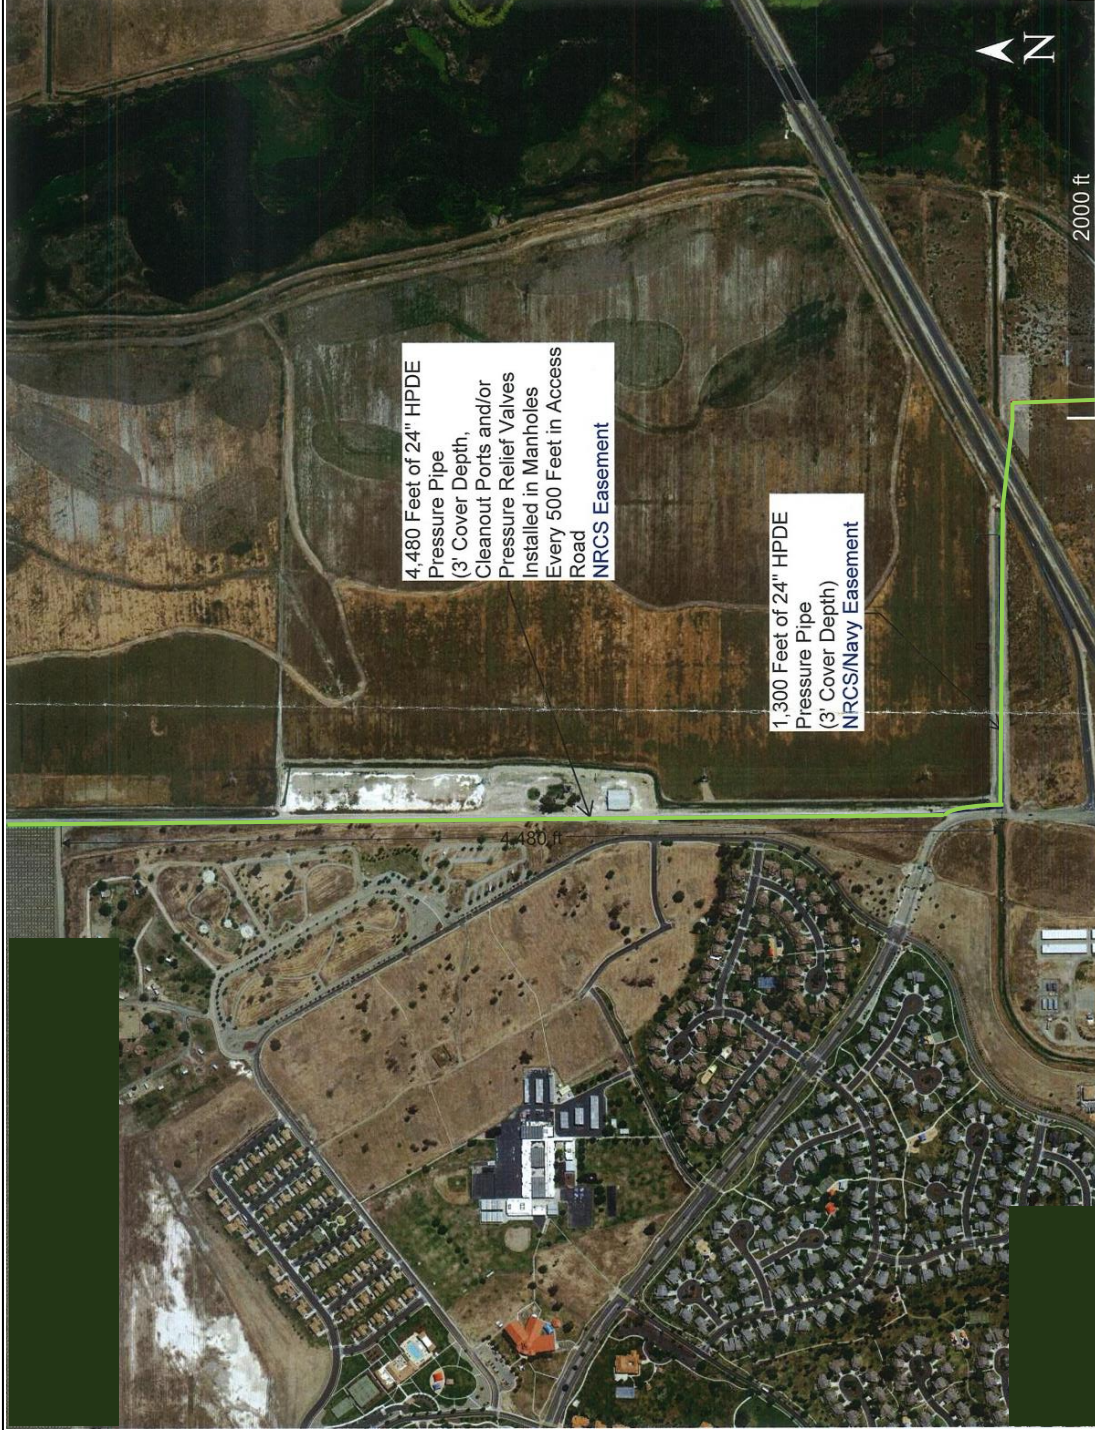 4,480 Feet of 24" HPDE
Pressure Pipe
(3' Cover Depth,
Cleanout Ports and/or
Pressure Relief Valves
Installed in Manholes
Every 500 Feet in Access
Road
NRCS Easement
1,300 Feet of 24" HPDE
Pressure Pipe
(3' Cover Depth)
NRCS/Navy Easement
4,480 ft
N
2000 ft